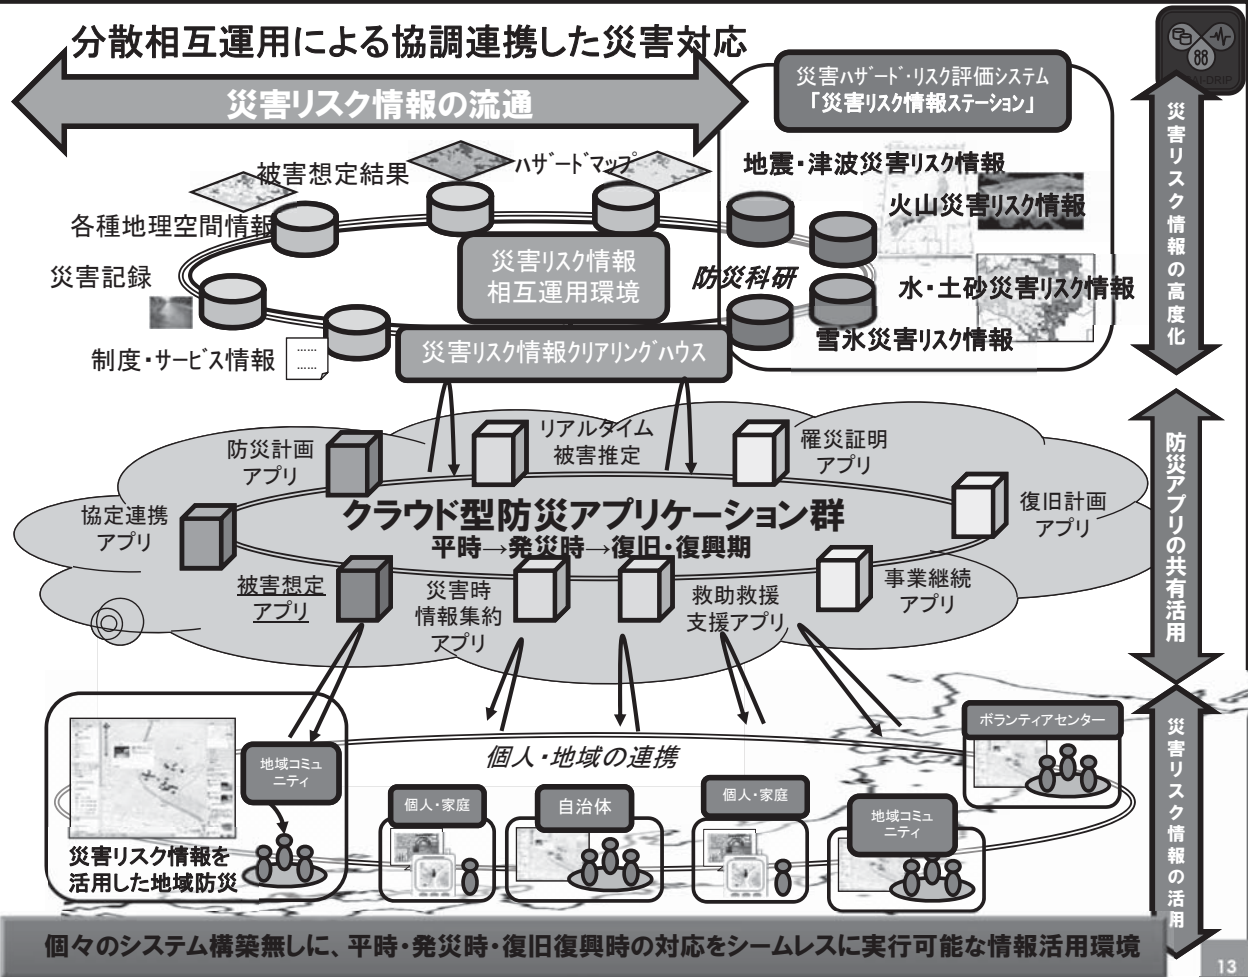 分散相互運用による協調連携した災害対応
災害リスク情報の流通
災害ﾊｻﾞｰﾄﾞ･リスク評価システム
「災害リスク情報ステーション」
88
被害想定結果
ﾊｻﾞｰﾄﾞマップ
各種地理空間情報
災害記録
制度・サービス情報
……
……
災害リスク情報
相互運用環境
災害リスク情報クリアリングハウス
地震・津波災害リスク情報
火山災害リスク情報
防災科研
水・土砂災害リスク情報
雪氷災害リスク情報
災害リスク情報の高度化
防災計画
アプリ
リアルタイム
被害推定
罹災証明
アプリ
協定連携
アプリ
復旧計画
アプリ
クラウド型防災アプリケーション群
平時→発災時→復旧・復興期
被害想定
アプリ
災害時
情報集約
アプリ
救助救援
支援アプリ
事業継続
アプリ
防災アプリの共有活用
個人・地域の連携
地域コミュ
ニティ
災害リスク情報を
活用した地域防災
個人・家庭
自治体
個人・家庭
地域コミュ
ニティ
ボランティアセンター
災害リスク情報の活用
個々のシステム構築無しに、平時・発災時・復旧復興時の対応をシームレスに実行可能な情報活用環境
13